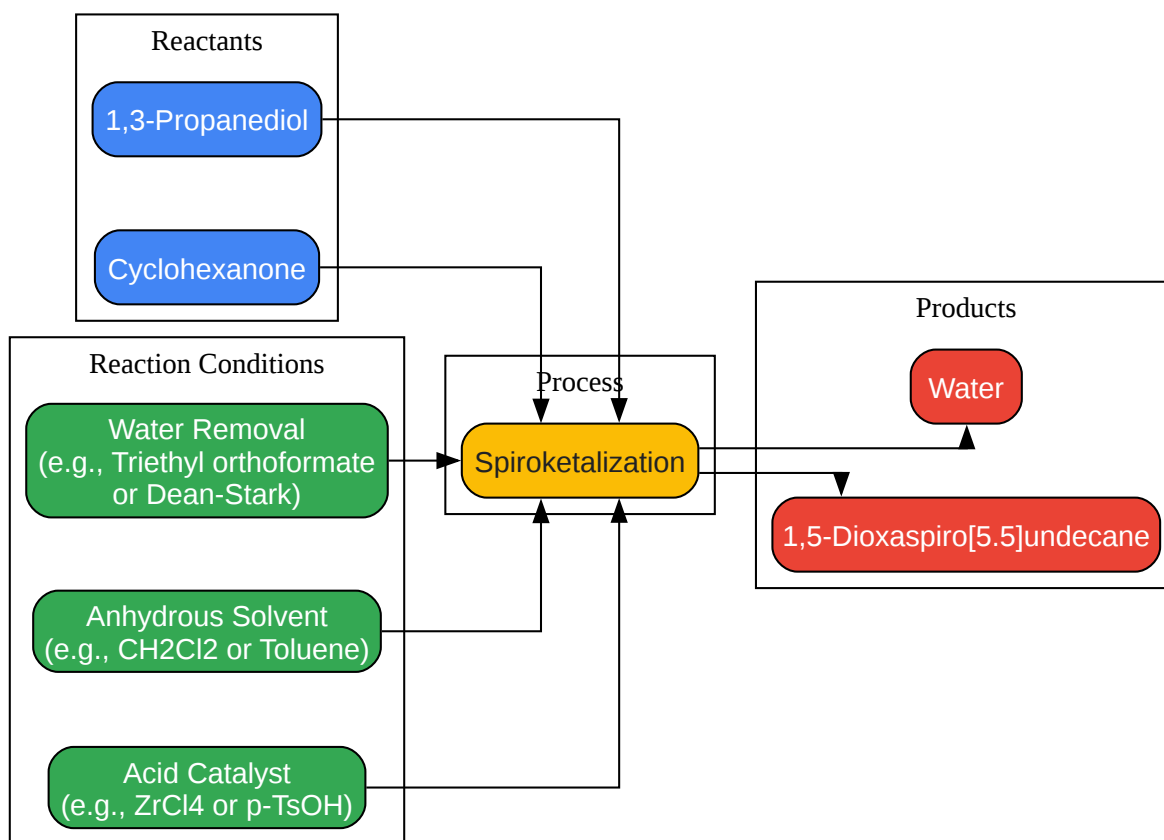 Reactants
1,3-Propanediol
Cyclohexanone
Reaction Conditions
Water Removal
(e.g., Triethyl orthoformate
or Dean-Stark)
Anhydrous Solvent
(e.g., CH2Cl2 or Toluene)
Acid Catalyst
(e.g., ZrCl4 or p-TsOH)
Process
Spiroketalization
Products
Water
1,5-Dioxaspiro[5.5]undecane